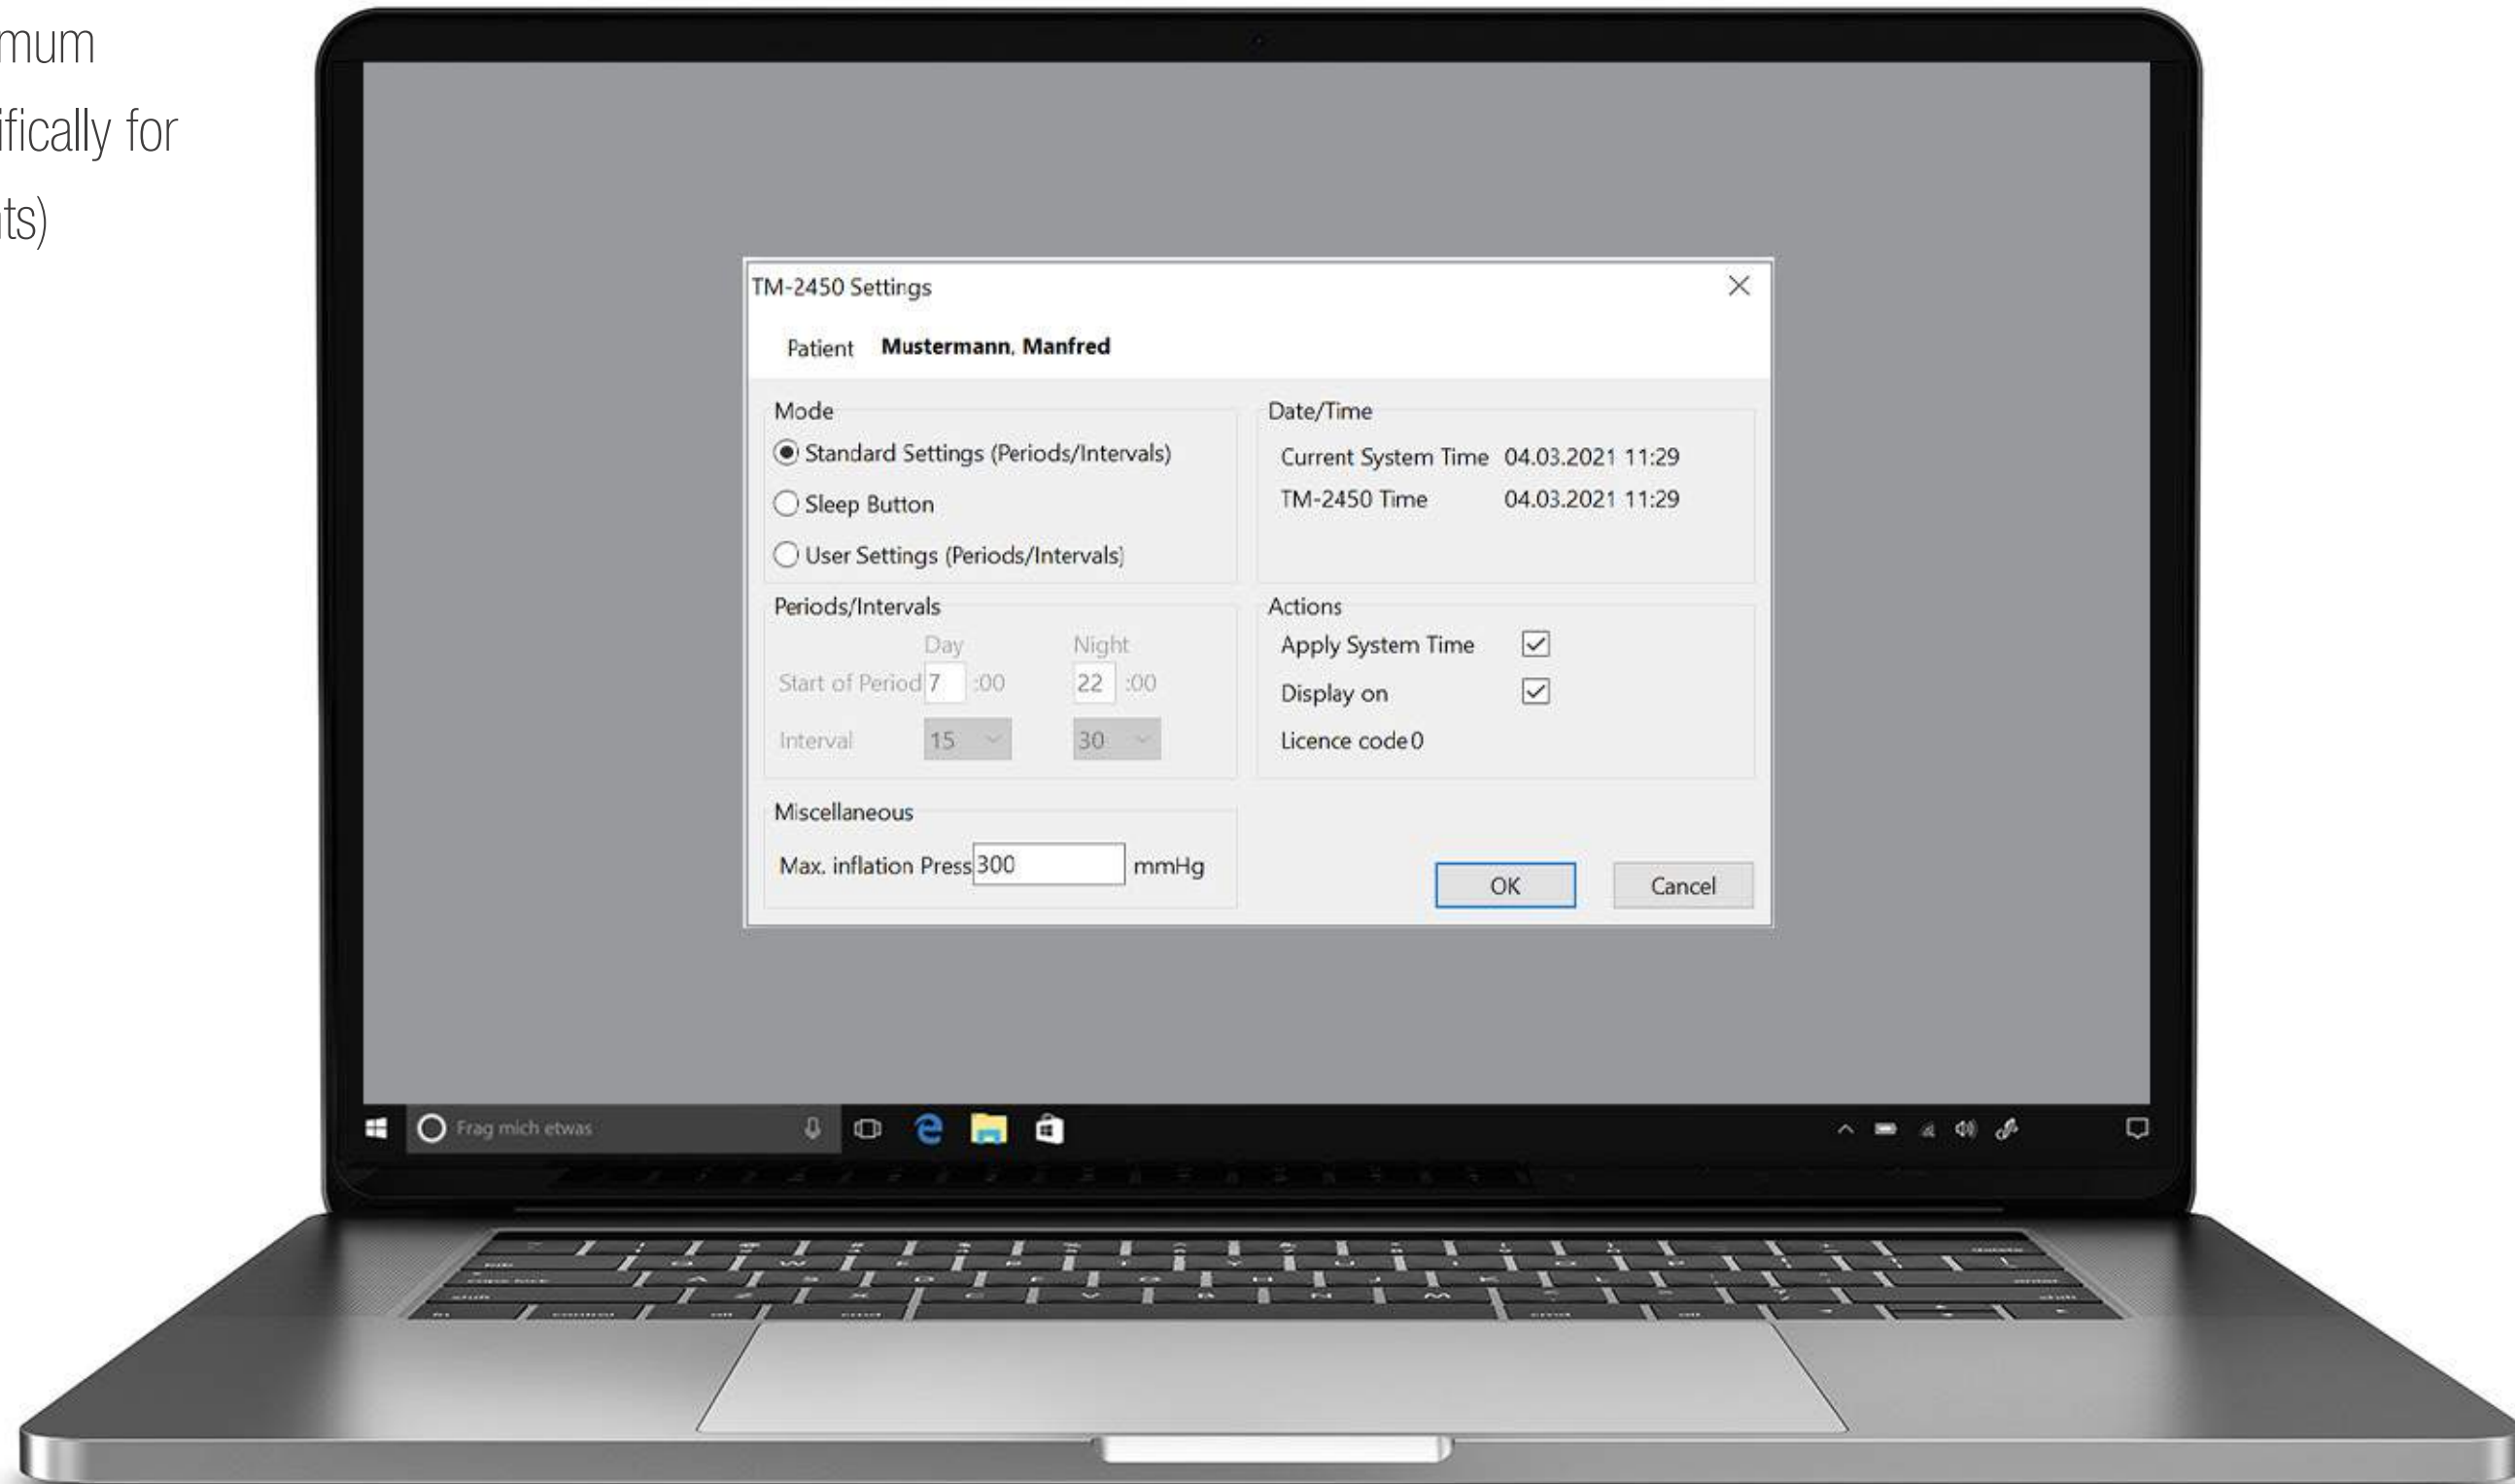 mum
ifically for
nts)
TM-2450 Settings
Patient Mustermann, Manfred
Mode
Standard Settings (Periods/Intervals)
Sleep Button
User Settings (Periods/Intervals)
Date/Time
Current System Time 04.03.2021 11:29
TM-2450 Time 04.03.2021 11:29
Periods/Intervals
Day Night
Start of Period 7 :00 22 :00
Interval 15 30
Actions
Apply System Time
Display on
Licence code 0
Miscellaneous
Max. inflation Press 300 mmHg
OK Cancel
Frag mich etwas